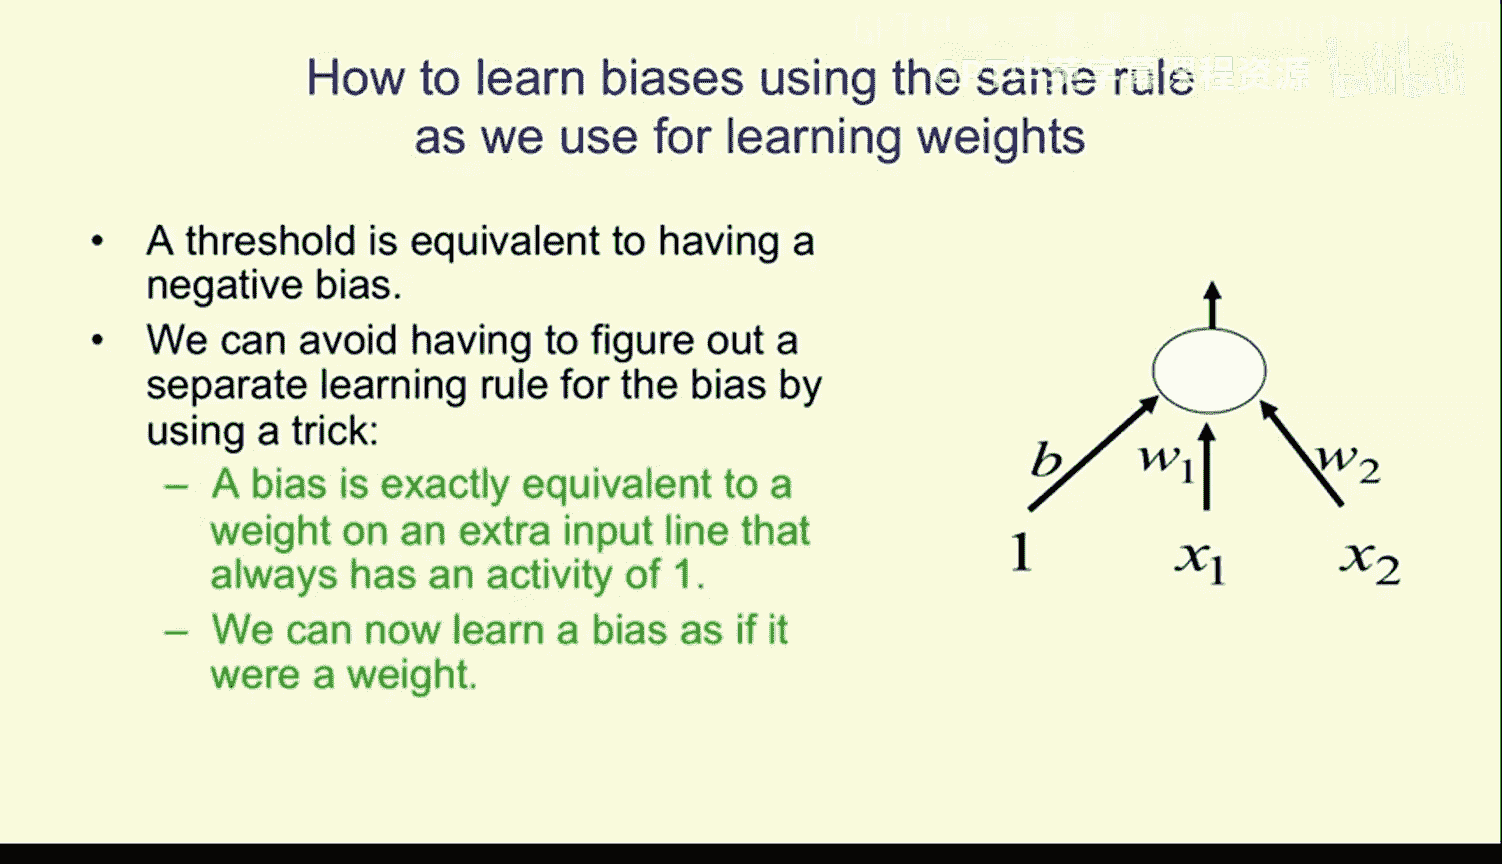 How to learn biases using the same rule
as we use for learning weights
• A threshold is equivalent to having a
negative bias.
• We can avoid having to figure out a
separate learning rule for the bias by
using a trick:
– A bias is exactly equivalent to a
weight on an extra input line that
always has an activity of 1.
– We can now learn a bias as if it
were a weight.
b w₁ w₂
1 x₁ x₂